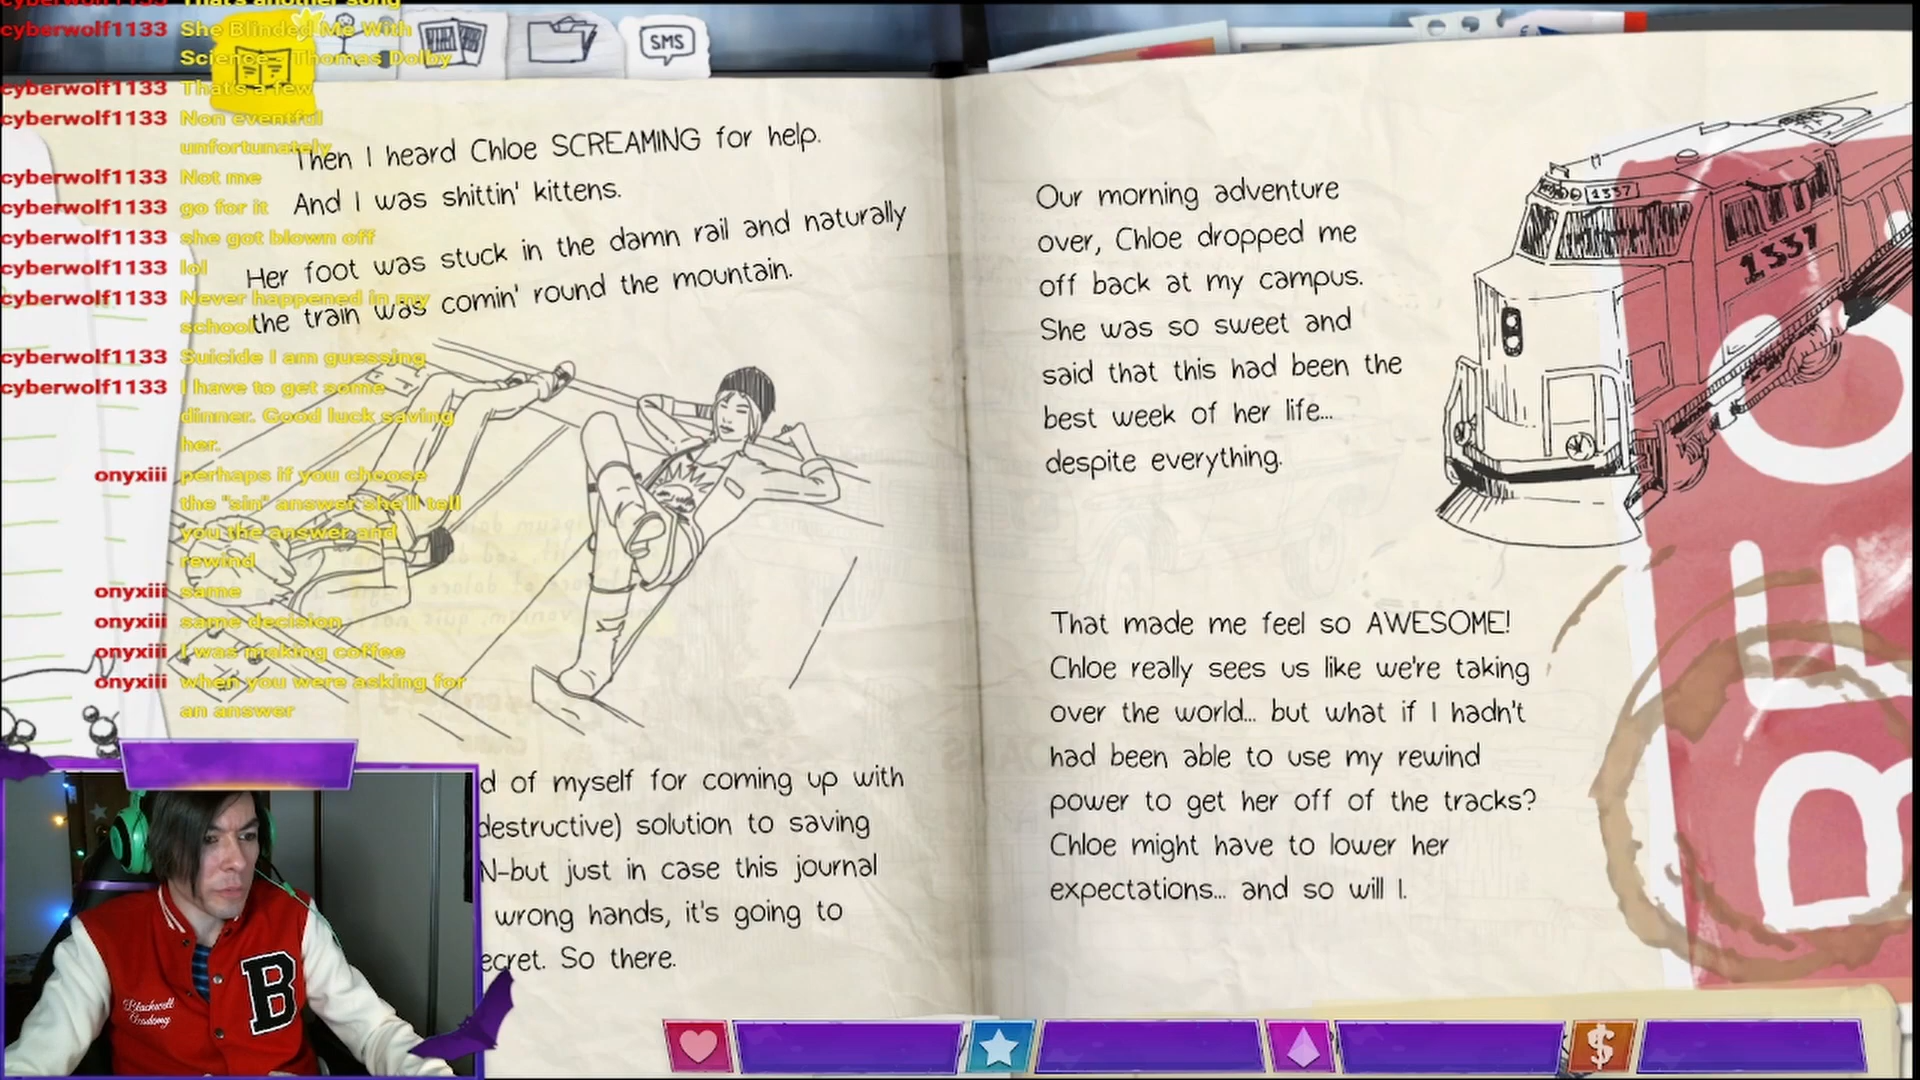 That's another song
cyberwolf1133 She Blinded Me With
Science - Thomas Dolby
cyberwolf1133 That's a few
cyberwolf1133 Non eventful
unfortunately
cyberwolf1133 Not me
cyberwolf1133 go for it
cyberwolf1133 she got blown off
cyberwolf1133 lol
cyberwolf1133 Never happened in my
school
cyberwolf1133 Suicide I am guessing
cyberwolf1133 I have to get some
dinner. Good luck saving
her.
onyxiii perhaps if you choose
the "sin" answer she'll tell
you the answer and
rewind
onyxiii same
onyxiii same decision
onyxiii I was making coffee
onyxiii when you were asking for
an answer
SMS
Then I heard Chloe SCREAMING for help.
And I was shittin' kittens.
Her foot was stuck in the damn rail and naturally
the train was comin' round the mountain.
d of myself for coming up with
destructive) solution to saving
N-but just in case this journal
wrong hands, it's going to
ecret. So there.
Our morning adventure
over, Chloe dropped me
off back at my campus.
She was so sweet and
said that this had been the
best week of her life...
despite everything.
That made me feel so AWESOME!
Chloe really sees us like we're taking
over the world... but what if I hadn't
had been able to use my rewind
power to get her off of the tracks?
Chloe might have to lower her
expectations... and so will I.
1337
1337
B
Blackwell
Academy
$